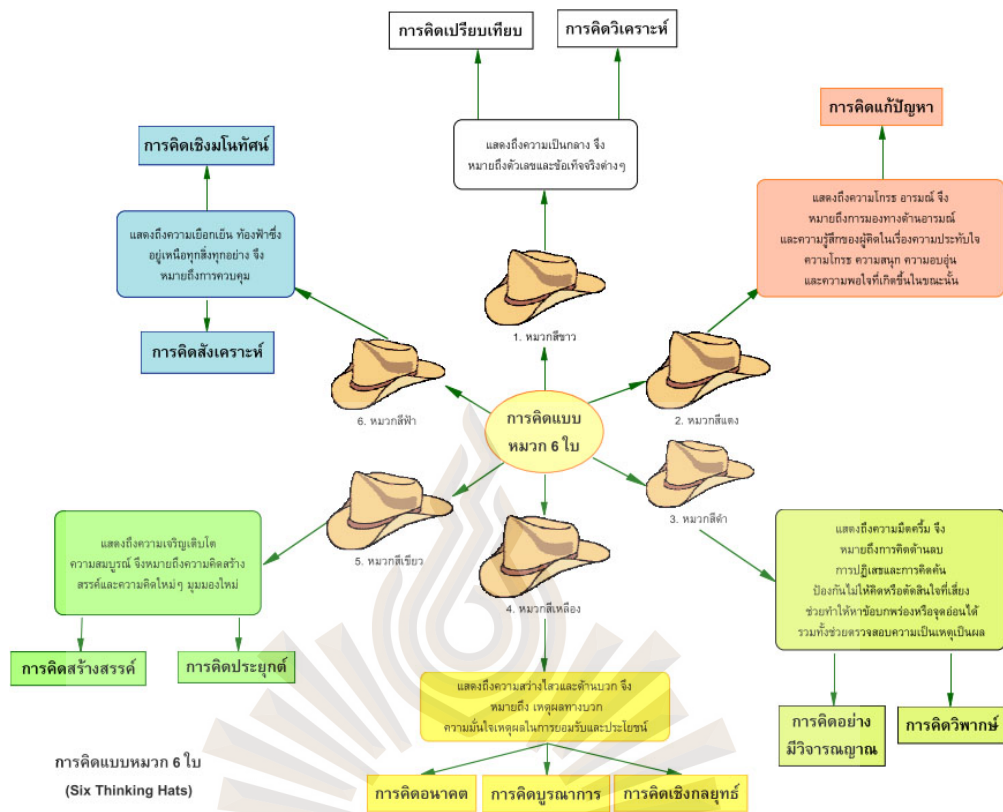 การคิดเปรียบเทียบ
การคิดวิเคราะห์
แสดงถึงความเป็นกลาง จึง
หมายถึงตัวเลขและข้อเท็จจริงต่างๆ
1. หมวกสีขาว
การคิดแก้ปัญหา
แสดงถึงความโกรธ อารมณ์ จึง
หมายถึงการมองทางด้านอารมณ์
และความรู้สึกของผู้คิดในเรื่องความประทับใจ
ความโกรธ ความสนุก ความอบอุ่น
และความพอใจที่เกิดขึ้นในขณะนั้น
2. หมวกสีแดง
การคิดเชิงมโนทัศน์
แสดงถึงความเยือกเย็น ท้องฟ้าซึ่ง
อยู่เหนือทุกสิ่งทุกอย่าง จึง
หมายถึงการควบคุม
การคิดสังเคราะห์
6. หมวกสีฟ้า
การคิดแบบ
หมวก 6 ใบ
3. หมวกสีดำ
แสดงถึงความมืดครึ้ม จึง
หมายถึงการคิดด้านลบ
การปฏิเสธและการคิดค้น
ป้องกันไม่ให้คิดหรือตัดสินใจที่เสี่ยง
ช่วยทำให้หาข้อบกพร่องหรือจุดอ่อนได้
รวมทั้งช่วยตรวจสอบความเป็นเหตุเป็นผล
การคิดอย่าง
มีวิจารณญาณ
การคิดวิพากษ์
4. หมวกสีเหลือง
แสดงถึงความสว่างไสวและด้านบวก จึง
หมายถึง เหตุผลทางบวก
ความมั่นใจเหตุผลในการยอมรับและประโยชน์
การคิดอนาคต
การคิดบูรณาการ
การคิดเชิงกลยุทธ์
5. หมวกสีเขียว
แสดงถึงความเจริญเติบโต
ความสมบูรณ์ จึงหมายถึงความคิดสร้าง
สรรค์และความคิดใหม่ๆ มุมมองใหม่
การคิดสร้างสรรค์
การคิดประยุกต์
การคิดแบบหมวก 6 ใบ
(Six Thinking Hats)